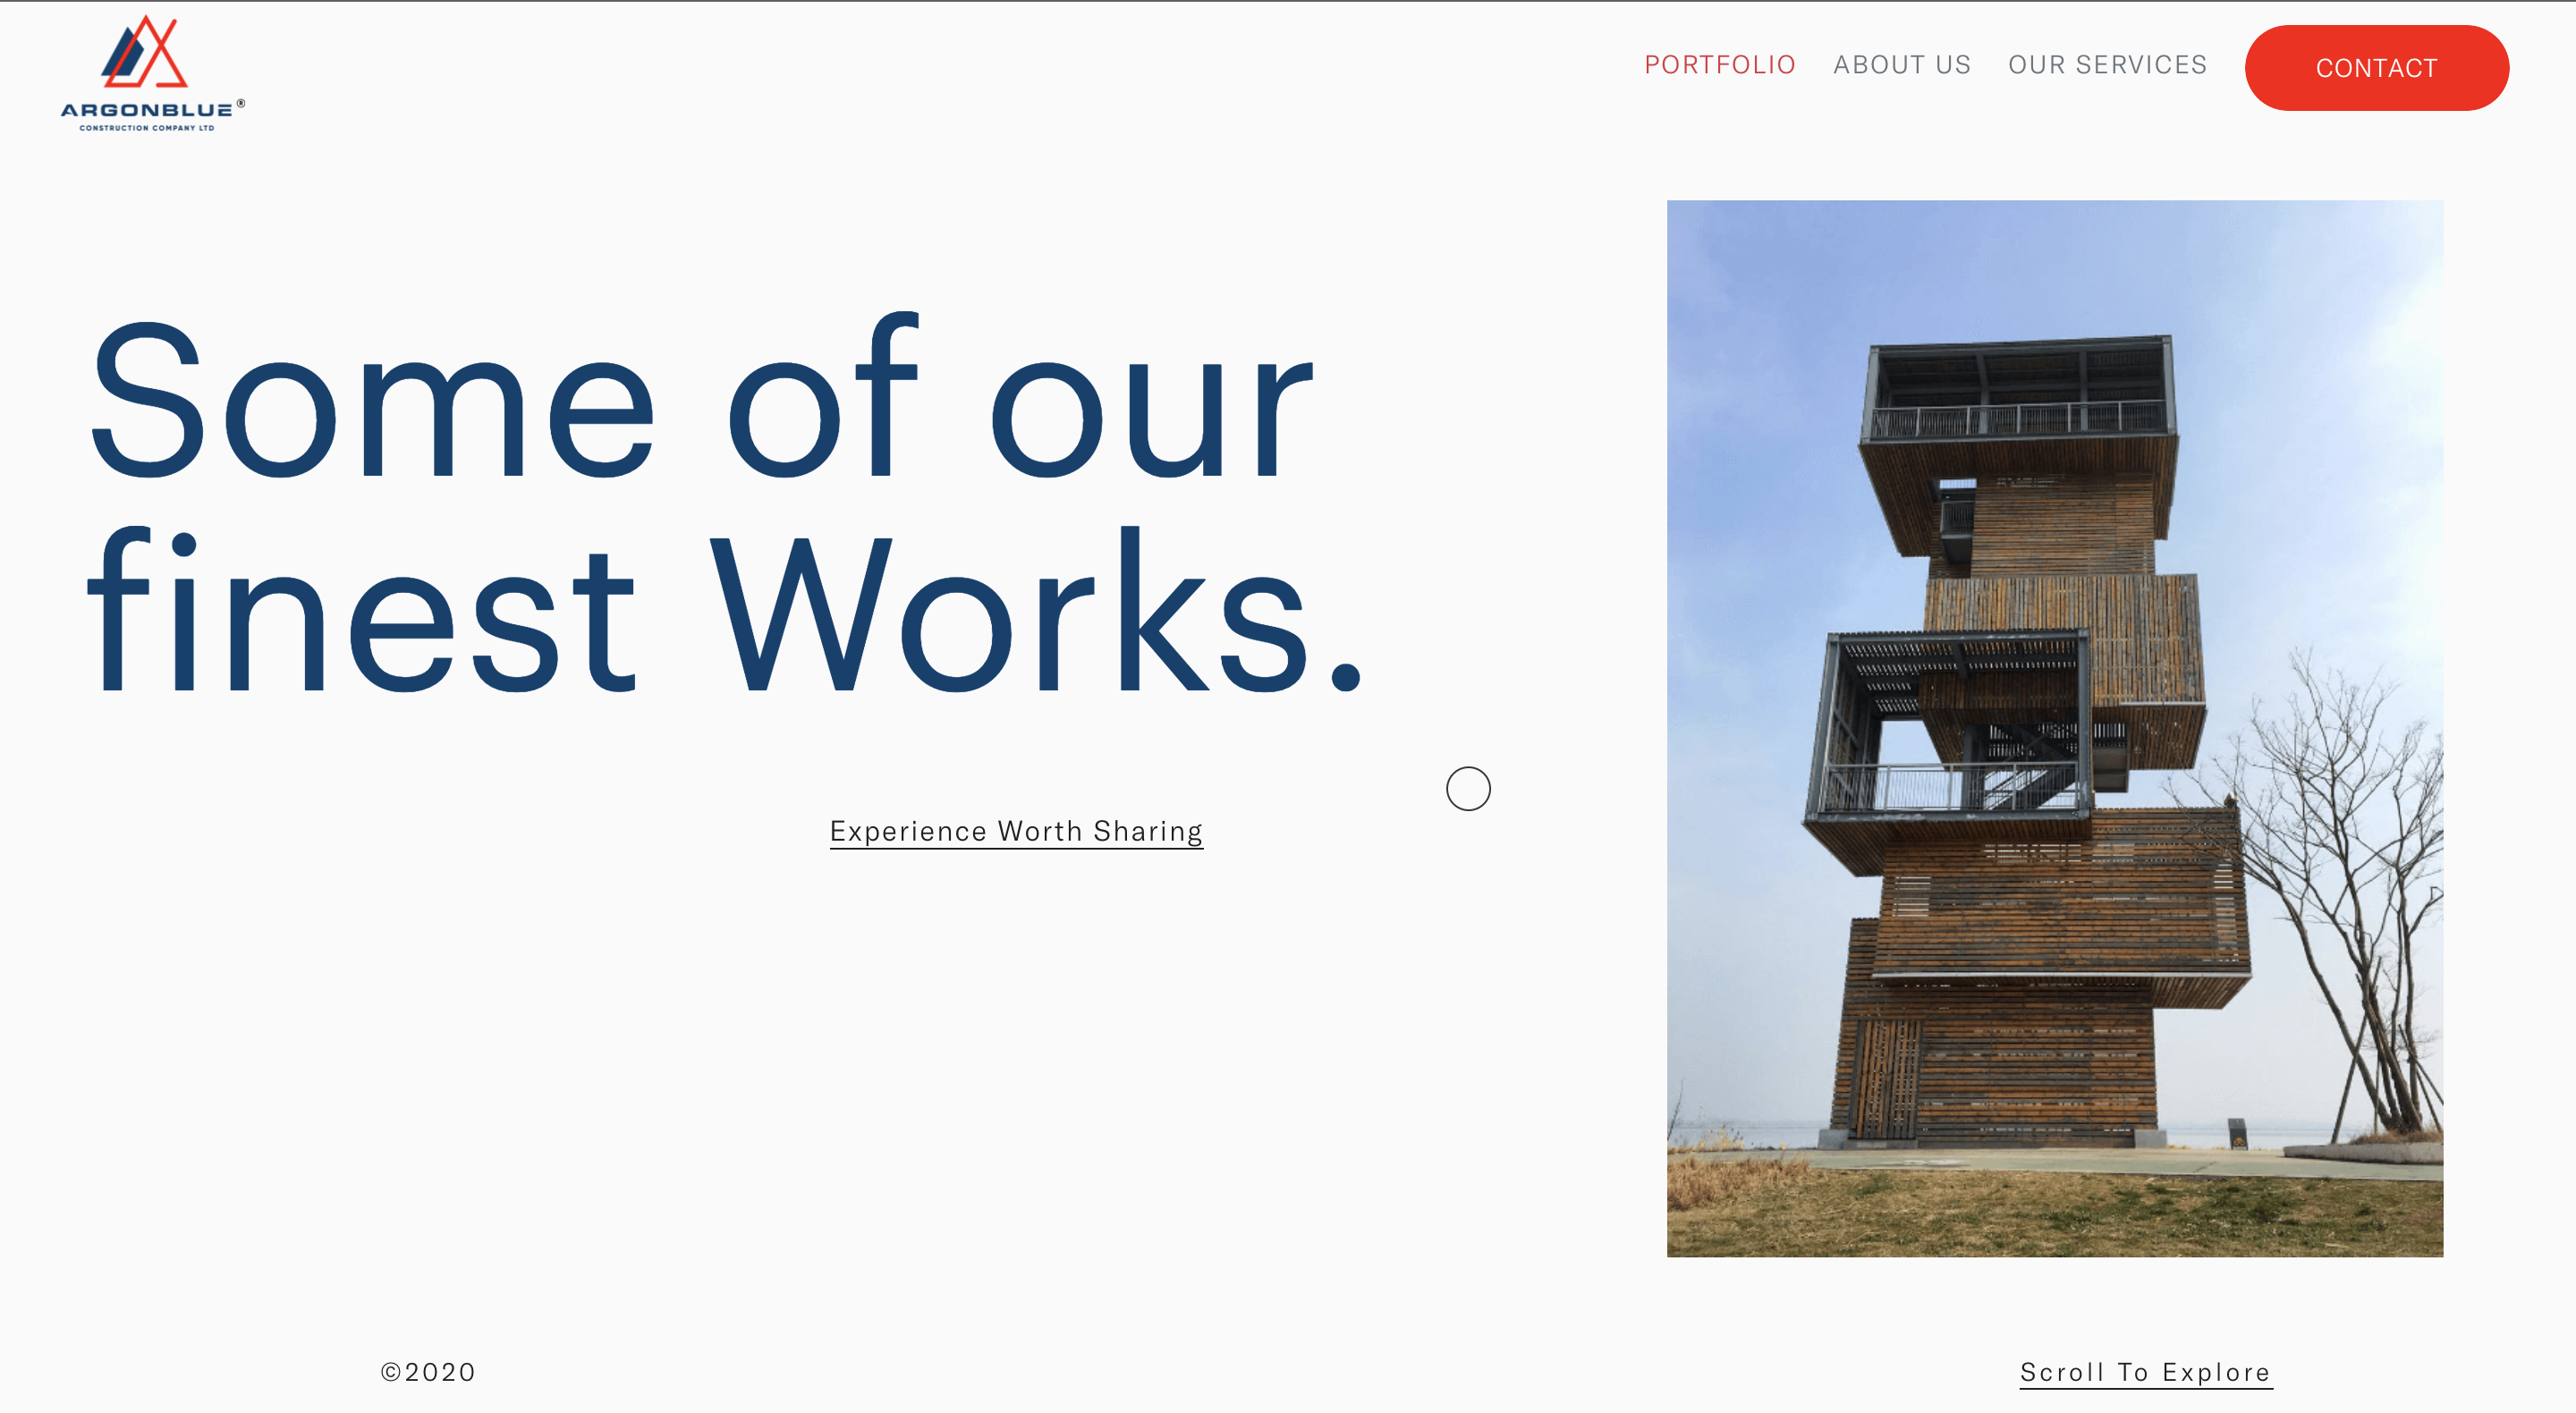 PORTFOLIO ABOUT US OUR SERVICES CONTACT
ARGONBLUE®
CONSTRUCTION COMPANY LTD
Some of our
finest Works.
Experience Worth Sharing
©2020
Scroll To Explore